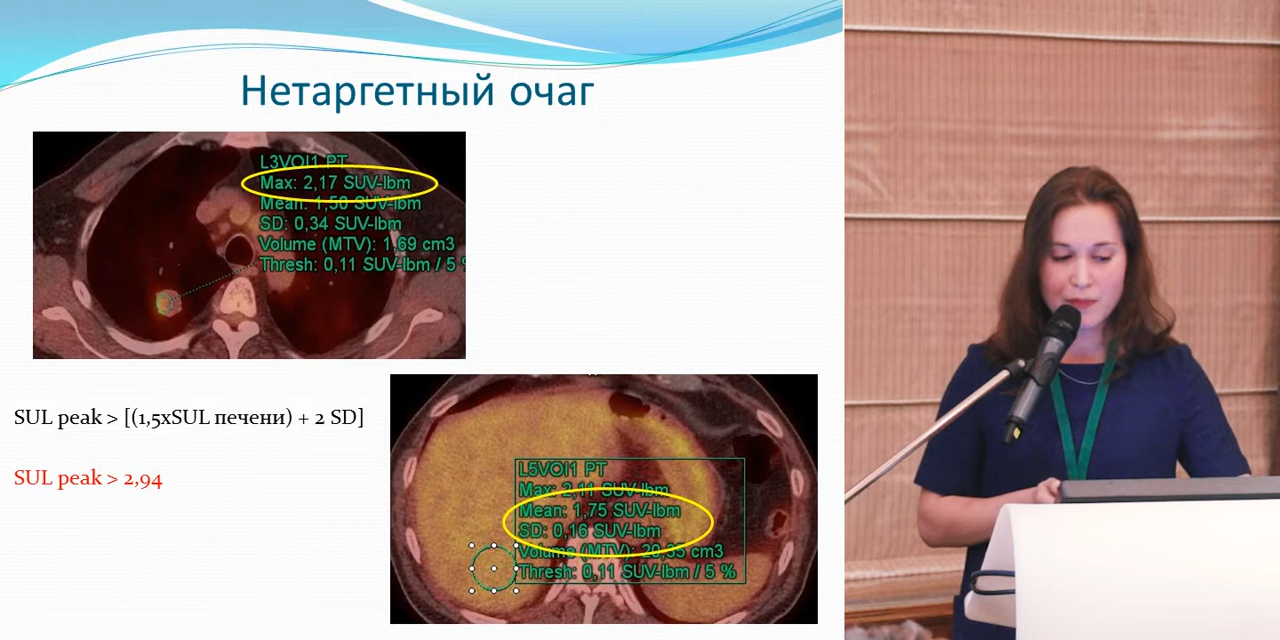 Нетаргетный очаг
L3VOI1 PT
Max: 2,17 SUV-lbm
Mean: 1,50 SUV-lbm
SD: 0,34 SUV-lbm
Volume (MTV): 1,69 cm3
Thresh: 0,11 SUV-lbm / 5 %
SUL peak > [(1,5xSUL печени) + 2 SD]
SUL peak > 2,94
L5VOI1 PT
Max: 2,11 SUV-lbm
Mean: 1,75 SUV-lbm
SD: 0,16 SUV-lbm
Volume (MTV): 20,35 cm3
Thresh: 0,11 SUV-lbm / 5 %